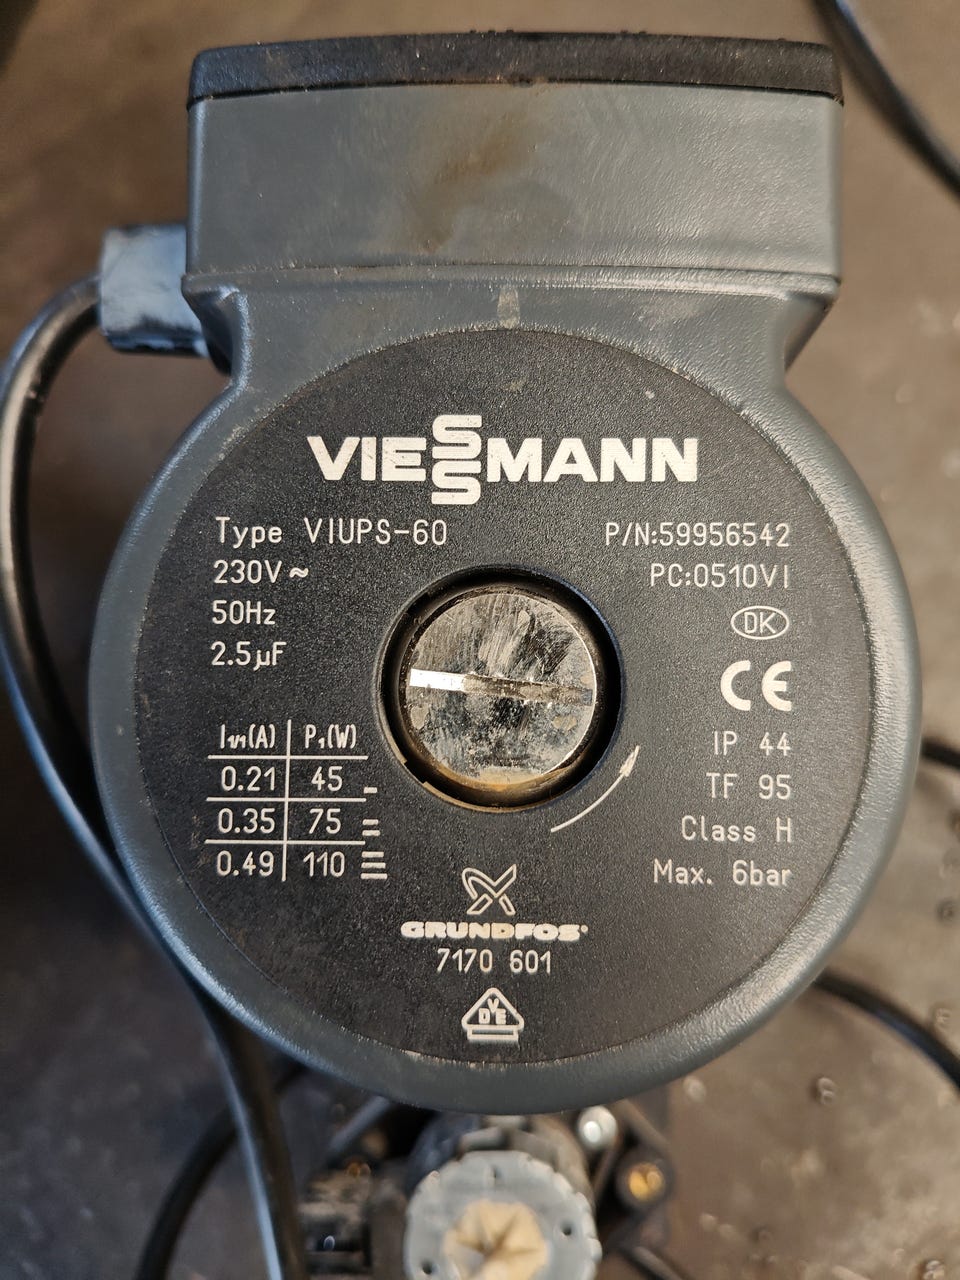 VIESSMANN
Type VIUPS-60
230V ≈
50Hz
2.5µF
P/N:59956542
PC:0510VI
DK
CE
IP 44
TF 95
Class H
Max. 6bar
I1/1(A) P1(W)
0.21 45
0.35 75
0.49 110
GRUNDFOS
7170 601
VDE